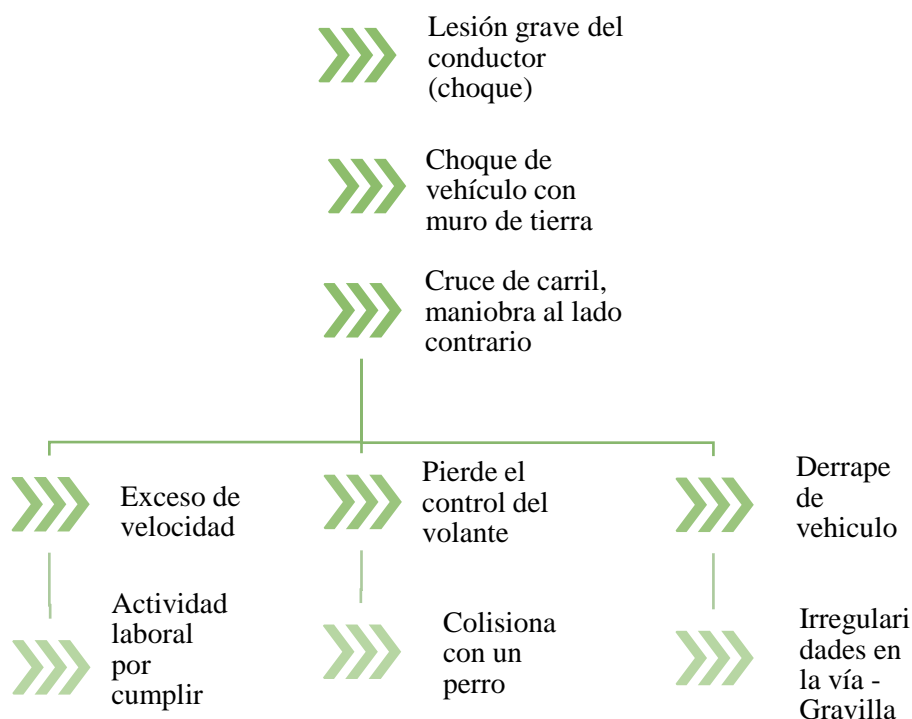 Lesión grave del
conductor
(choque)
Choque de
vehículo con
muro de tierra
Cruce de carril,
maniobra al lado
contrario
Exceso de
velocidad
Pierde el
control del
volante
Derrape
de
vehiculo
Actividad
laboral
por
cumplir
Colisiona
con un
perro
Irregulari
dades en
la vía -
Gravilla